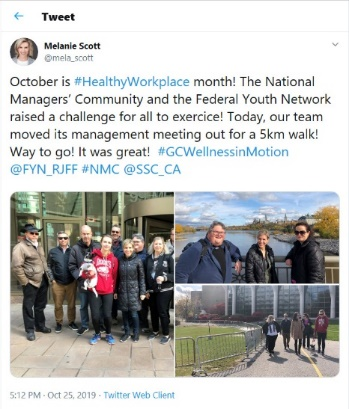 Tweet
Melanie Scott
@mela_scott
October is #HealthyWorkplace month! The National
Managers' Community and the Federal Youth Network
raised a challenge for all to exercice! Today, our team
moved its management meeting out for a 5km walk!
Way to go! It was great! #GCWellnessinMotion
@FYN_RJFF #NMC @SSC_CA
5:12 PM · Oct 25, 2019 · Twitter Web Client